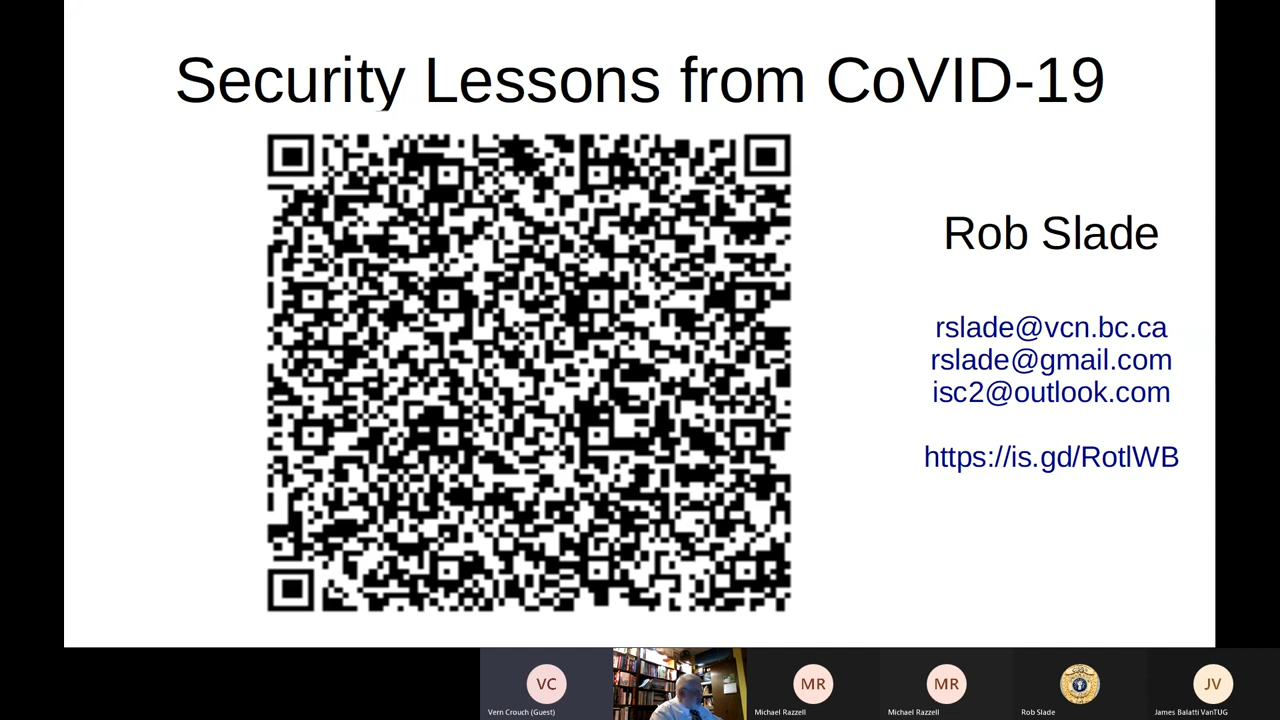 Security Lessons from CoVID-19
Rob Slade
rslade@vcn.bc.ca
rslade@gmail.com
isc2@outlook.com
https://is.gd/RotlWB
VC
MR
MR
JV
Vern Crouch (Guest)
Michael Razzell
Michael Razzell
Rob Slade
James Balatti VanTUG